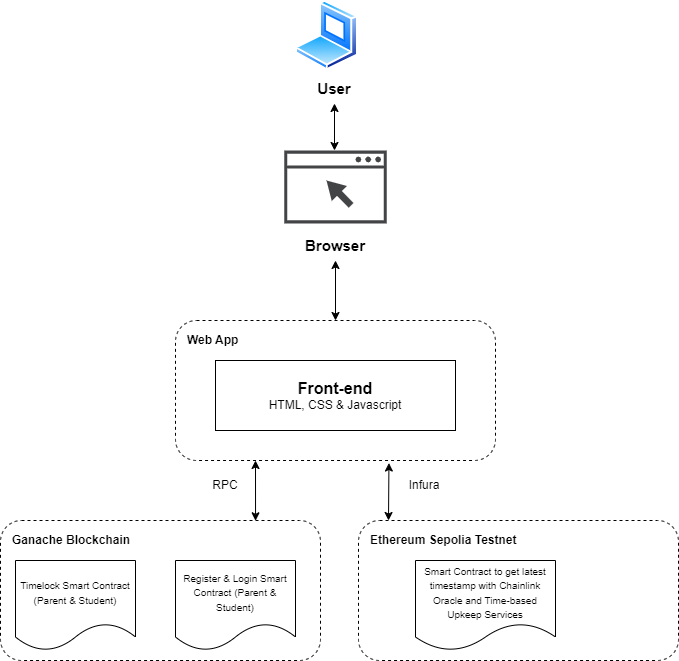 User
Browser
Web App
Front-end
HTML, CSS & Javascript
RPC
Infura
Ganache Blockchain
Timelock Smart Contract
(Parent & Student)
Register & Login Smart
Contract (Parent &
Student)
Ethereum Sepolia Testnet
Smart Contract to get latest
timestamp with Chainlink
Oracle and Time-based
Upkeep Services